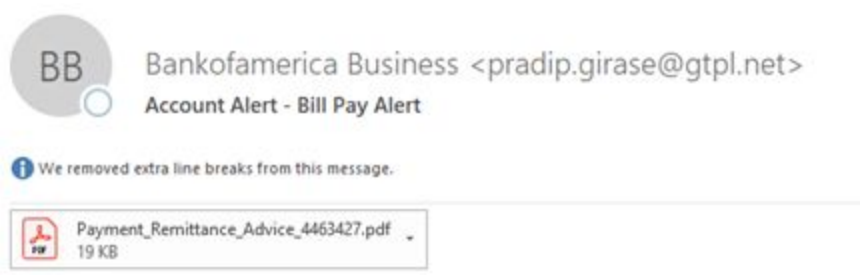 BB
Bankofamerica Business <pradip.girase@gtpl.net>
Account Alert - Bill Pay Alert
i We removed extra line breaks from this message.
Payment_Remittance_Advice_4463427.pdf
PDF
19 KB